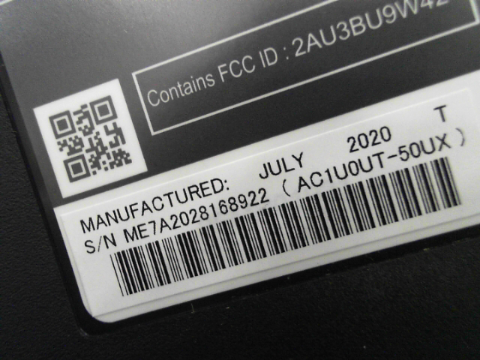 Contains FCC ID : 2AU3BU9W42
MANUFACTURED: JULY 2020 T
S/N ME7A2028168922 ( AC1U0UT-50UX )